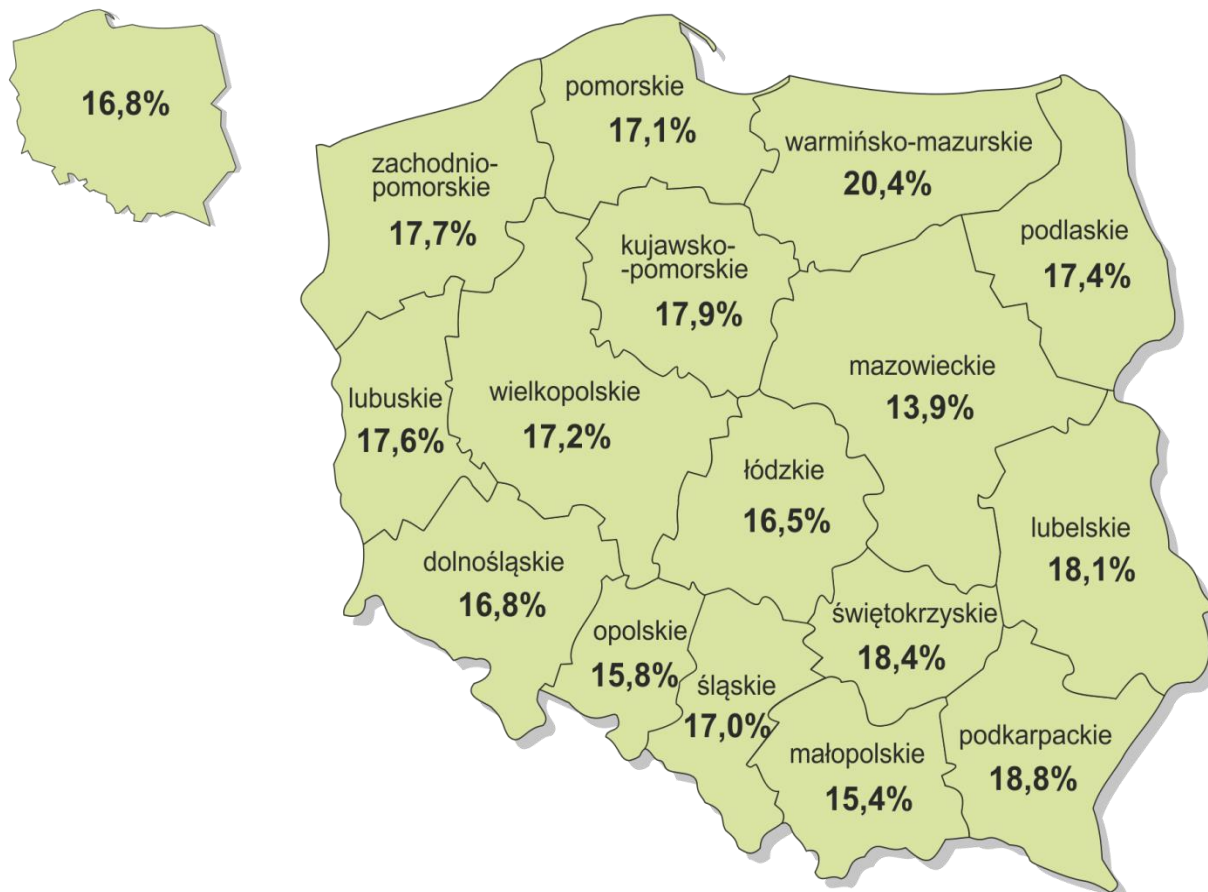 16,8%
pomorskie
17,1%
warmińsko-mazurskie
20,4%
zachodnio-
pomorskie
17,7%
kujawsko-
-pomorskie
17,9%
podlaskie
17,4%
mazowieckie
13,9%
lubuskie
17,6%
wielkopolskie
17,2%
łódzkie
16,5%
lubelskie
18,1%
dolnośląskie
16,8%
opolskie
15,8%
świętokrzyskie
18,4%
śląskie
17,0%
małopolskie
15,4%
podkarpackie
18,8%